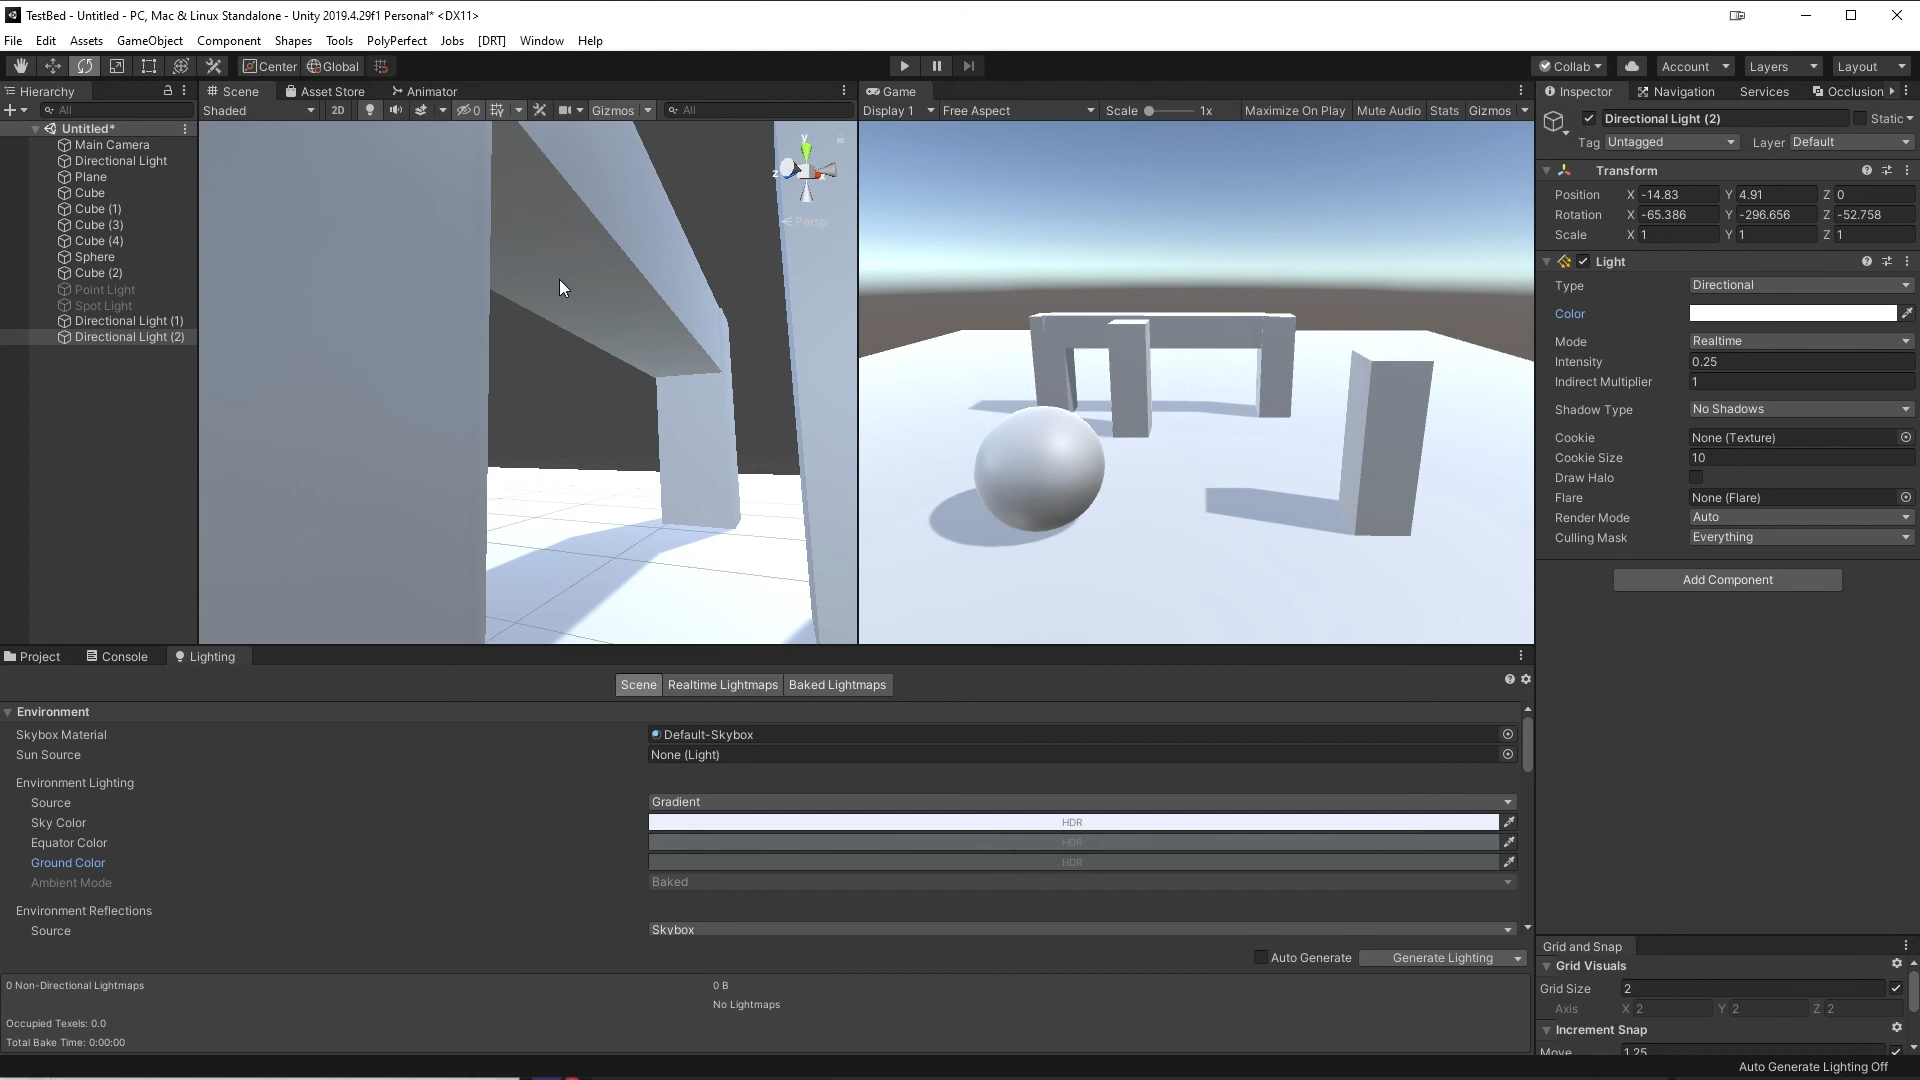 TestBed - Untitled - PC, Mac & Linux Standalone - Unity 2019.4.29f1 Personal* <DX11>
File Edit Assets GameObject Component Shapes Tools PolyPerfect Jobs [DRT] Window Help
Center Global Collab Account Layers Layout
Hierarchy Scene Asset Store Animator Game Inspector Navigation Services Occlusion
All Shaded 2D 0 Gizmos All Display 1 Free Aspect Scale 1x Maximize On Play Mute Audio Stats Gizmos
Untitled*
Main Camera
Directional Light
Plane
Cube
Cube (1)
Cube (3)
Cube (4)
Sphere
Cube (2)
Point Light
Spot Light
Directional Light (1)
Directional Light (2)
y
z x
Persp
Directional Light (2) Static
Tag Untagged Layer Default
Transform
Position X -14.83 Y 4.91 Z 0
Rotation X -65.386 Y -296.656 Z -52.758
Scale X 1 Y 1 Z 1
Light
Type Directional
Color
Mode Realtime
Intensity 0.25
Indirect Multiplier 1
Shadow Type No Shadows
Cookie None (Texture)
Cookie Size 10
Draw Halo
Flare None (Flare)
Render Mode Auto
Culling Mask Everything
Add Component
Project Console Lighting
Scene Realtime Lightmaps Baked Lightmaps
Environment
Skybox Material Default-Skybox
Sun Source None (Light)
Environment Lighting
Source Gradient
Sky Color HDR
Equator Color HDR
Ground Color HDR
Ambient Mode Baked
Environment Reflections
Source Skybox
Auto Generate Generate Lighting
0 Non-Directional Lightmaps 0 B
No Lightmaps
Occupied Texels: 0.0
Total Bake Time: 0:00:00
Grid and Snap
Grid Visuals
Grid Size 2
Axis X 2 Y 2 Z 2
Increment Snap
Move 1.25
Auto Generate Lighting Off